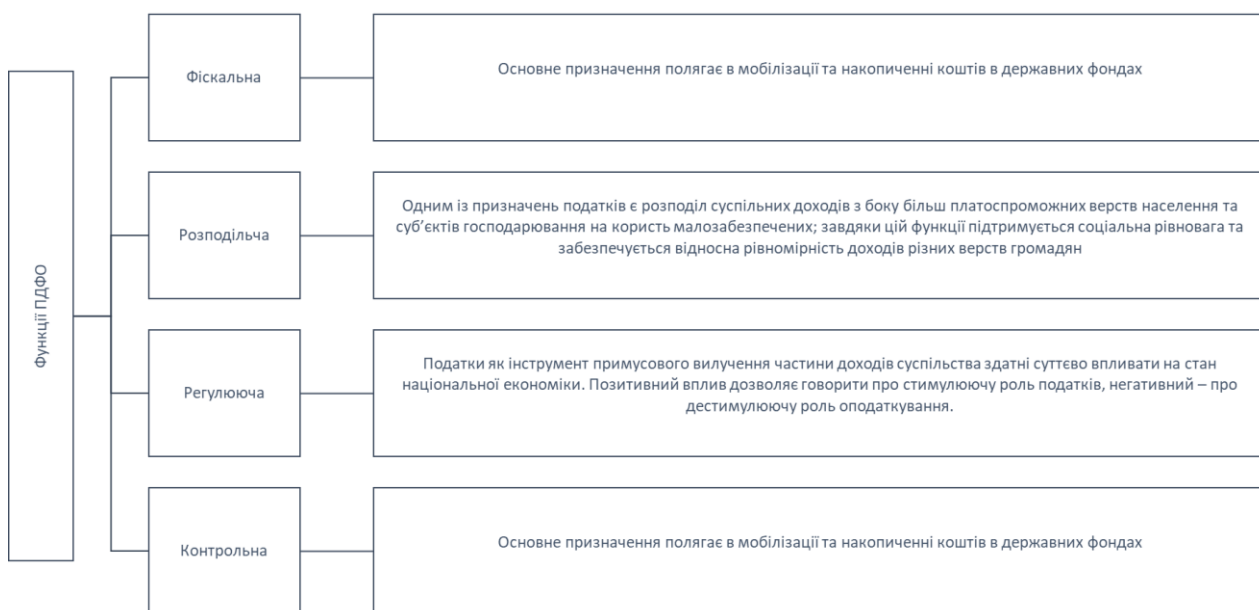 Функції ПДФО
Фіскальна
Основне призначення полягає в мобілізації та накопиченні коштів в державних фондах
Розподільча
Одним із призначень податків є розподіл суспільних доходів з боку більш платоспроможних верств населення та
суб’єктів господарювання на користь малозабезпечених; завдяки цій функції підтримується соціальна рівновага та
забезпечується відносна рівномірність доходів різних верств громадян
Регулююча
Податки як інструмент примусового вилучення частини доходів суспільства здатні суттєво впливати на стан
національної економіки. Позитивний вплив дозволяє говорити про стимулюючу роль податків, негативний – про
дестимулюючу роль оподаткування.
Контрольна
Основне призначення полягає в мобілізації та накопиченні коштів в державних фондах